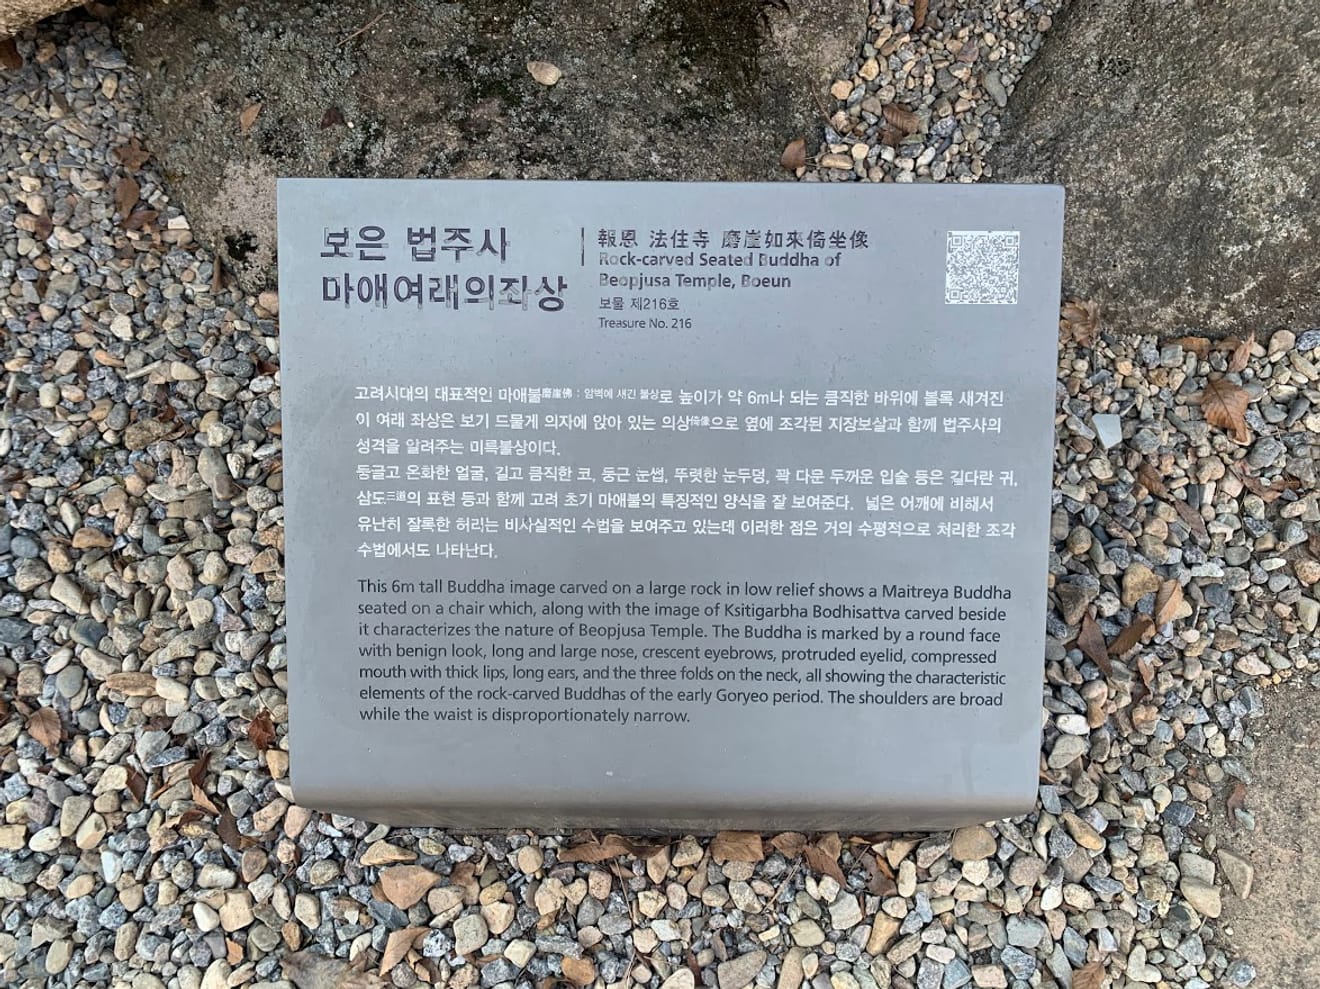 보은 법주사
마애여래의좌상
報恩 法住寺 磨崖如來倚坐像
Rock-carved Seated Buddha of
Beopjusa Temple, Boeun
보물 제216호
Treasure No. 216
고려시대의 대표적인 마애불磨崖佛 : 암벽에 새긴 불상로 높이가 약 6m나 되는 큼직한 바위에 볼록 새겨진
이 여래 좌상은 보기 드물게 의자에 앉아 있는 의상倚像으로 옆에 조각된 지장보살과 함께 법주사의
성격을 알려주는 미륵불상이다.
둥글고 온화한 얼굴, 길고 큼직한 코, 둥근 눈썹, 뚜렷한 눈두덩, 꽉 다문 두꺼운 입술 등은 길다란 귀,
삼도三道의 표현 등과 함께 고려 초기 마애불의 특징적인 양식을 잘 보여준다. 넓은 어깨에 비해서
유난히 잘록한 허리는 비사실적인 수법을 보여주고 있는데 이러한 점은 거의 수평적으로 처리한 조각
수법에서도 나타난다.
This 6m tall Buddha image carved on a large rock in low relief shows a Maitreya Buddha
seated on a chair which, along with the image of Ksitigarbha Bodhisattva carved beside
it characterizes the nature of Beopjusa Temple. The Buddha is marked by a round face
with benign look, long and large nose, crescent eyebrows, protruded eyelid, compressed
mouth with thick lips, long ears, and the three folds on the neck, all showing the characteristic
elements of the rock-carved Buddhas of the early Goryeo period. The shoulders are broad
while the waist is disproportionately narrow.